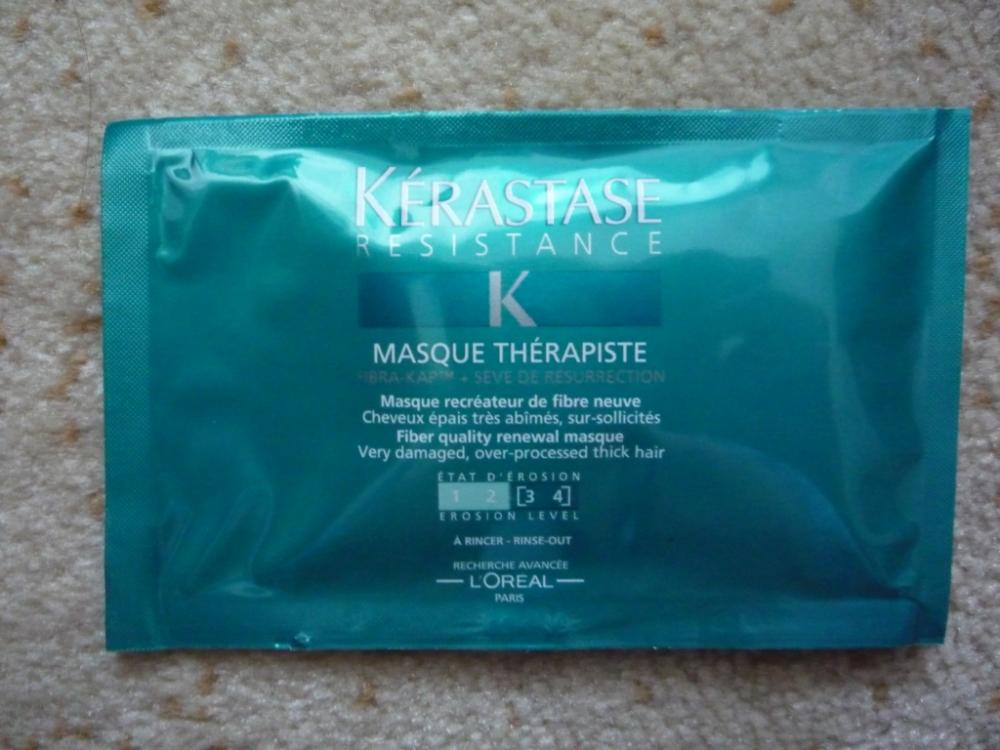 KÉRASTASE
RESISTANCE
K
MASQUE THÉRAPISTE
FIBRA-KAP™ + SÈVE DE RÉSURRECTION
Masque recréateur de fibre neuve
Cheveux épais très abîmés, sur-sollicités
Fiber quality renewal masque
Very damaged, over-processed thick hair
ÉTAT D'ÉROSION
1 2 [3 4]
EROSION LEVEL
À RINCER - RINSE-OUT
RECHERCHE AVANCÉE
L'ORÉAL
PARIS